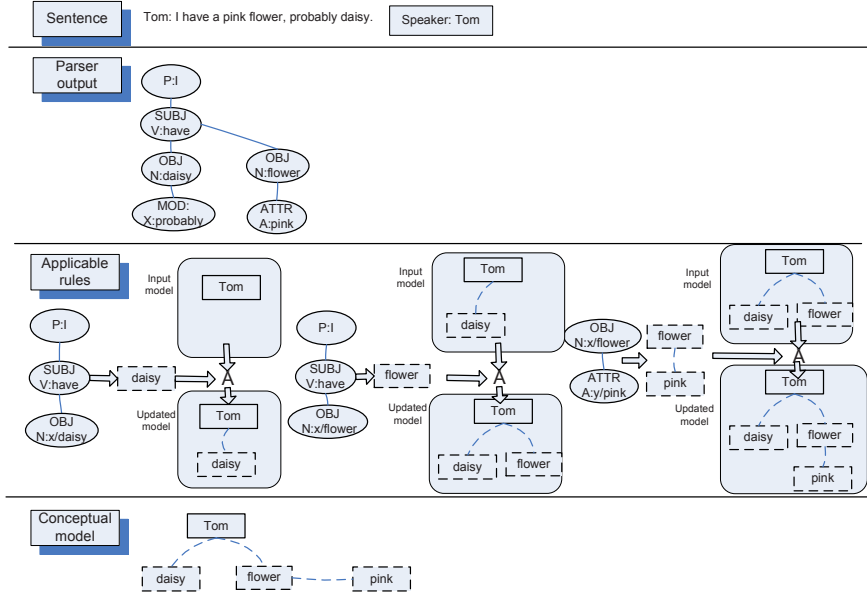 Sentence
Tom: I have a pink flower, probably daisy.
Speaker: Tom
Parser
output
P:I
SUBJ
V:have
OBJ
N:daisy
OBJ
N:flower
MOD:
X:probably
ATTR
A:pink
Applicable
rules
P:I
SUBJ
V:have
OBJ
N:x/daisy
daisy
Input
model
Tom
A
Updated
model
Tom
daisy
P:I
SUBJ
V:have
OBJ
N:x/flower
flower
Input
model
Tom
daisy
A
Updated model
Tom
daisy
flower
OBJ
N:x/flower
ATTR
A:y/pink
flower
pink
Input
model
Tom
daisy
flower
A
Updated model
Tom
daisy
flower
pink
Conceptual
model
Tom
daisy
flower
pink